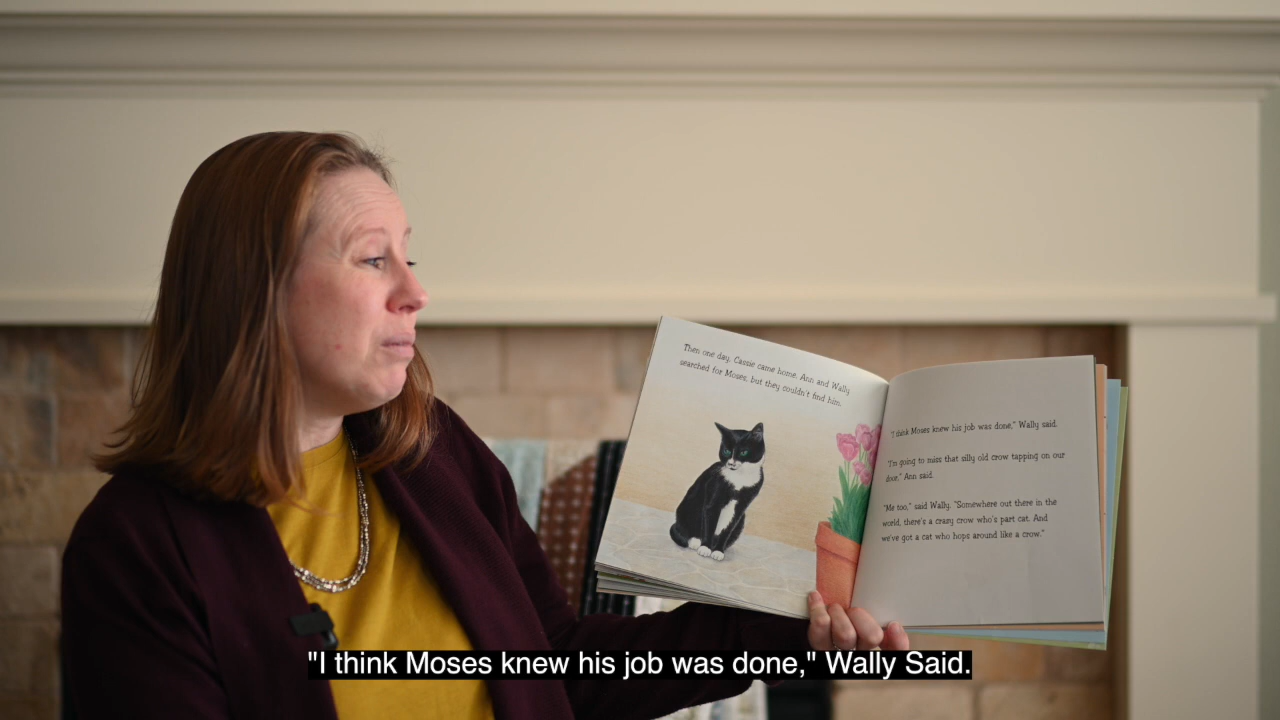 Then one day, Cassie came home. Ann and Wally
searched for Moses, but they couldn't find him.
"I think Moses knew his job was done," Wally said.
"I'm going to miss that silly old crow tapping on our
door," Ann said.
"Me too," said Wally. "Somewhere out there in the
world, there's a crazy crow who's part cat. And
we've got a cat who hops around like a crow."
"I think Moses knew his job was done," Wally Said.